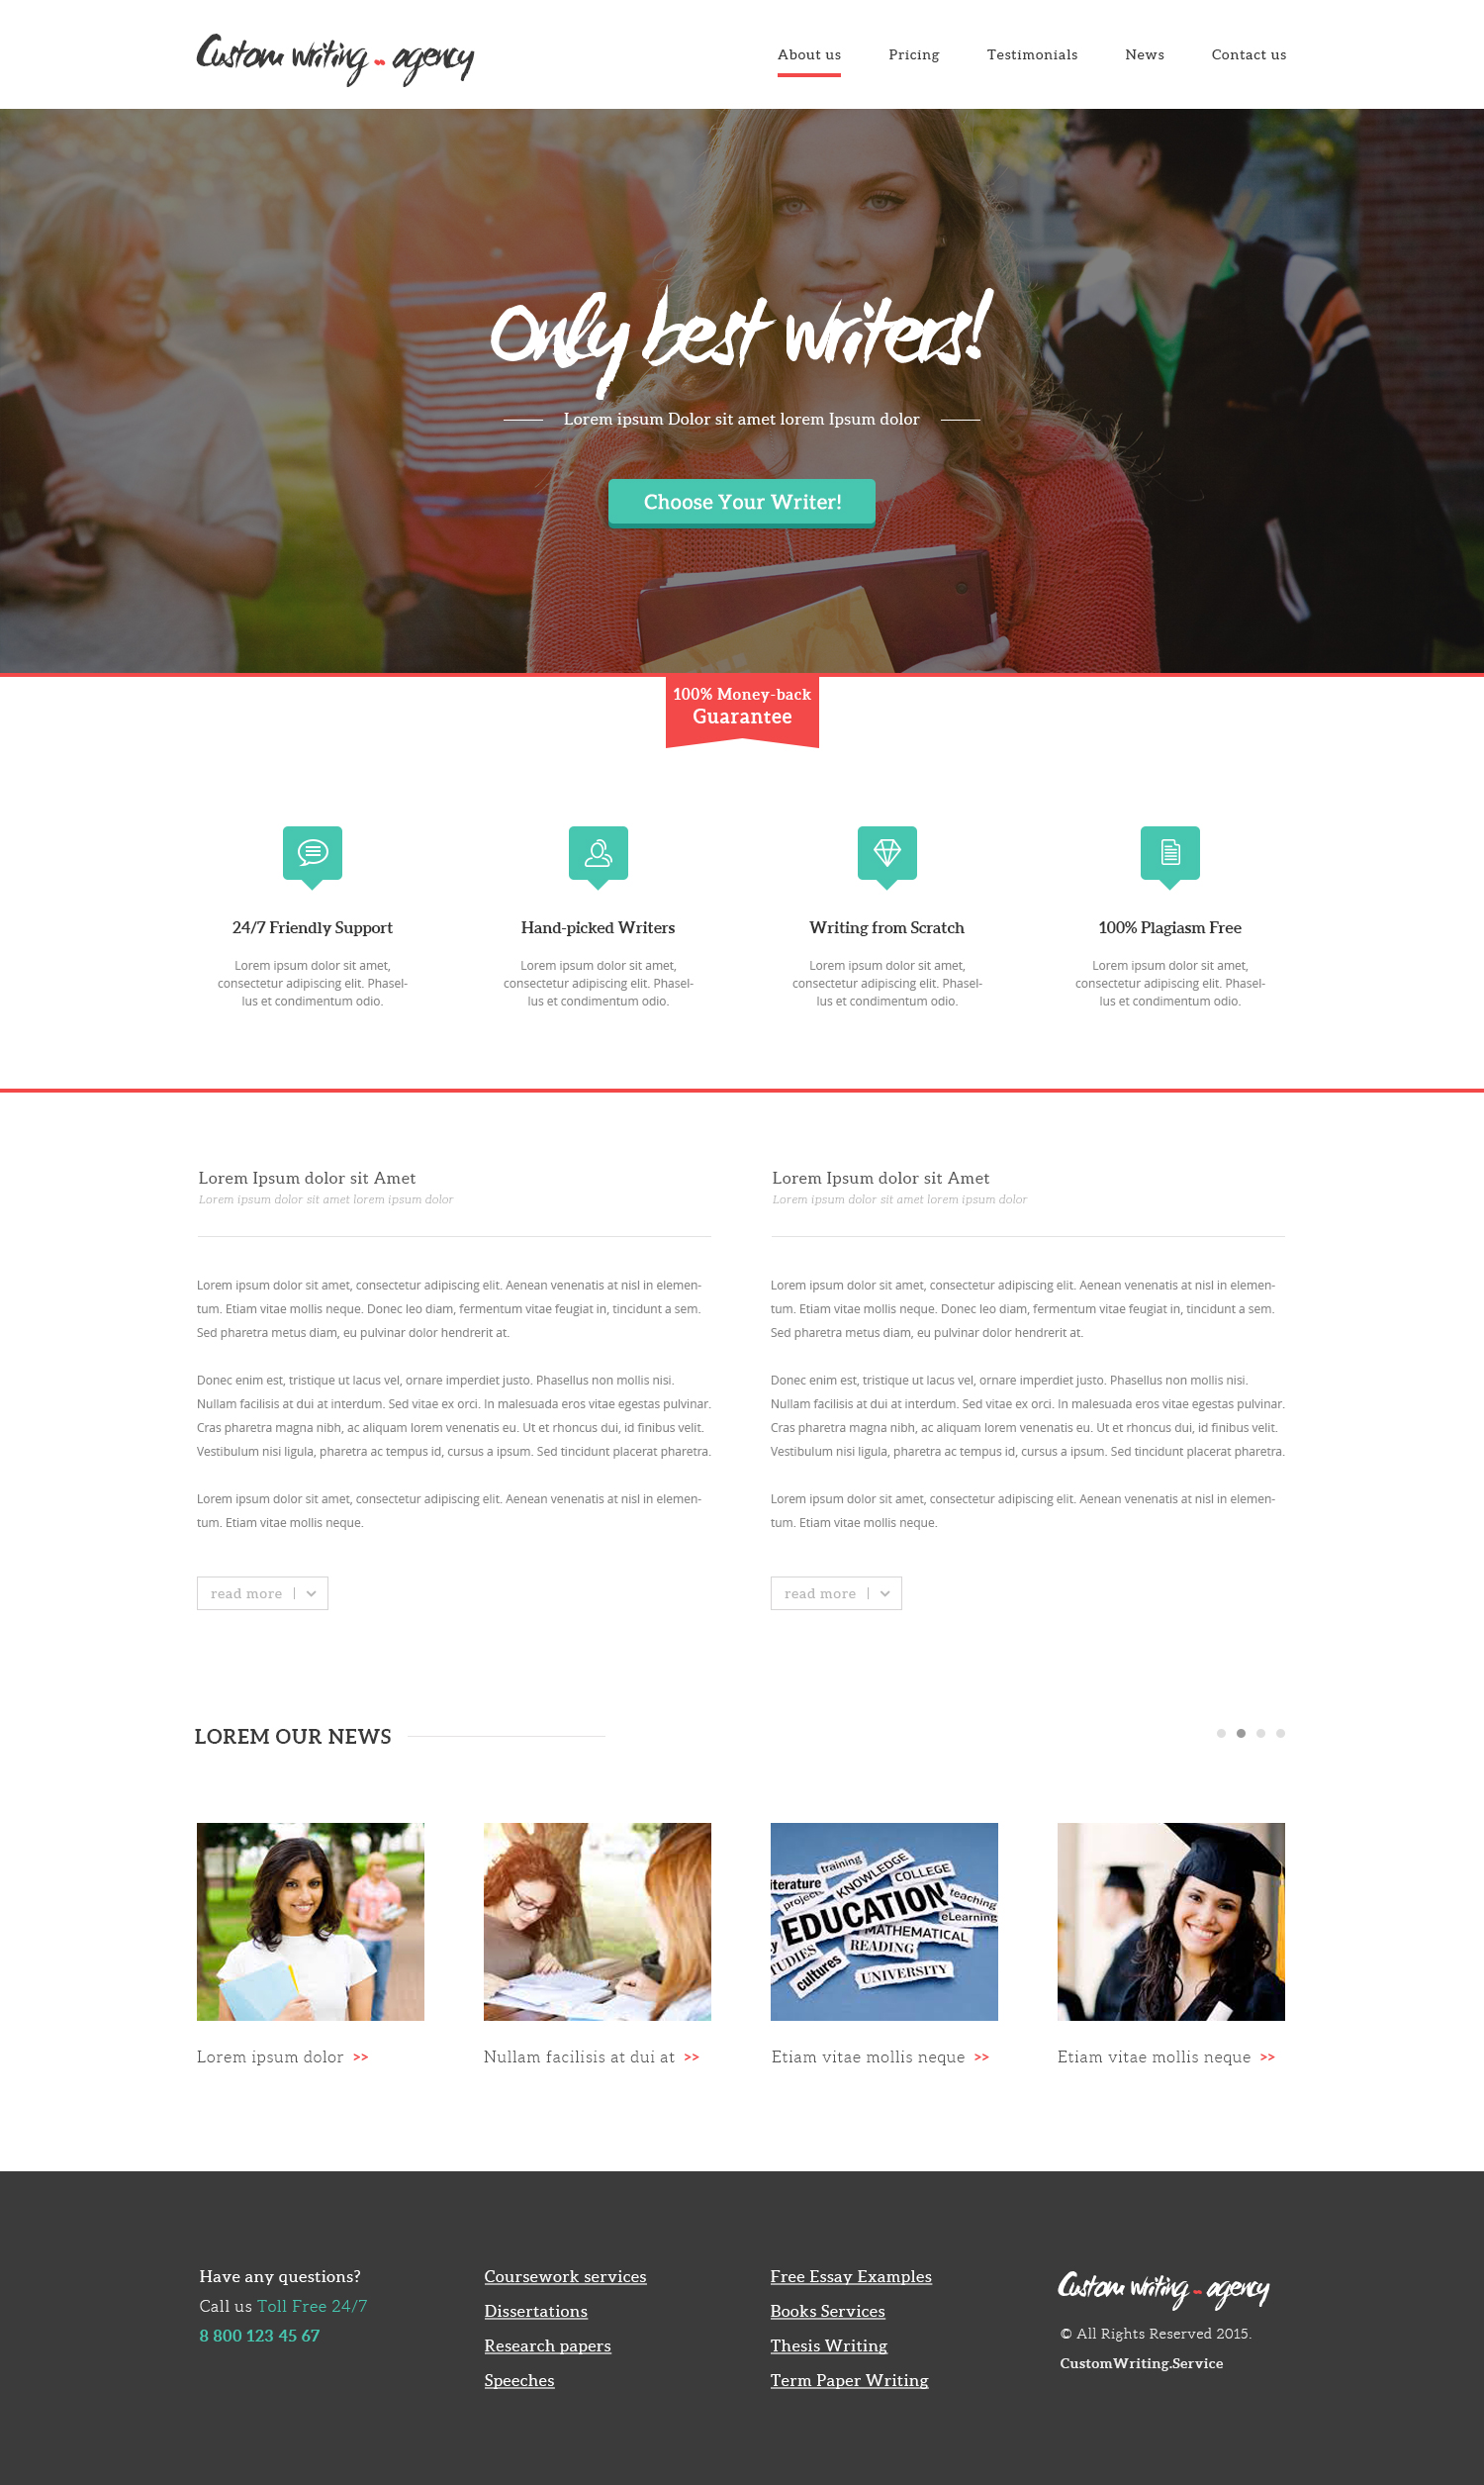 Custom writing agency
About us Pricing Testimonials News Contact us
Only best writers!
Lorem ipsum Dolor sit amet lorem Ipsum dolor
Choose Your Writer!
100% Money-back
Guarantee
24/7 Friendly Support
Lorem ipsum dolor sit amet,
consectetur adipiscing elit. Phasel-
lus et condimentum odio.
Hand-picked Writers
Lorem ipsum dolor sit amet,
consectetur adipiscing elit. Phasel-
lus et condimentum odio.
Writing from Scratch
Lorem ipsum dolor sit amet,
consectetur adipiscing elit. Phasel-
lus et condimentum odio.
100% Plagiasm Free
Lorem ipsum dolor sit amet,
consectetur adipiscing elit. Phasel-
lus et condimentum odio.
Lorem Ipsum dolor sit Amet
Lorem ipsum dolor sit amet lorem ipsum dolor
Lorem ipsum dolor sit amet, consectetur adipiscing elit. Aenean venenatis at nisl in elemen-
tum. Etiam vitae mollis neque. Donec leo diam, fermentum vitae feugiat in, tincidunt a sem.
Sed pharetra metus diam, eu pulvinar dolor hendrerit at.
Donec enim est, tristique ut lacus vel, ornare imperdiet justo. Phasellus non mollis nisi.
Nullam facilisis at dui at interdum. Sed vitae ex orci. In malesuada eros vitae egestas pulvinar.
Cras pharetra magna nibh, ac aliquam lorem venenatis eu. Ut et rhoncus dui, id finibus velit.
Vestibulum nisi ligula, pharetra ac tempus id, cursus a ipsum. Sed tincidunt placerat pharetra.
Lorem ipsum dolor sit amet, consectetur adipiscing elit. Aenean venenatis at nisl in elemen-
tum. Etiam vitae mollis neque.
read more
Lorem Ipsum dolor sit Amet
Lorem ipsum dolor sit amet lorem ipsum dolor
Lorem ipsum dolor sit amet, consectetur adipiscing elit. Aenean venenatis at nisl in elemen-
tum. Etiam vitae mollis neque. Donec leo diam, fermentum vitae feugiat in, tincidunt a sem.
Sed pharetra metus diam, eu pulvinar dolor hendrerit at.
Donec enim est, tristique ut lacus vel, ornare imperdiet justo. Phasellus non mollis nisi.
Nullam facilisis at dui at interdum. Sed vitae ex orci. In malesuada eros vitae egestas pulvinar.
Cras pharetra magna nibh, ac aliquam lorem venenatis eu. Ut et rhoncus dui, id finibus velit.
Vestibulum nisi ligula, pharetra ac tempus id, cursus a ipsum. Sed tincidunt placerat pharetra.
Lorem ipsum dolor sit amet, consectetur adipiscing elit. Aenean venenatis at nisl in elemen-
tum. Etiam vitae mollis neque.
read more
LOREM OUR NEWS
training
KNOWLEDGE
COLLEGE
literature
projects
teaching
EDUCATION
eLearning
MATHEMATICAL
READING
STUDIES
cultures
UNIVERSITY
Lorem ipsum dolor >>
Nullam facilisis at dui at >>
Etiam vitae mollis neque >>
Etiam vitae mollis neque >>
Have any questions?
Call us Toll Free 24/7
8 800 123 45 67
Coursework services
Dissertations
Research papers
Speeches
Free Essay Examples
Books Services
Thesis Writing
Term Paper Writing
Custom writing agency
© All Rights Reserved 2015.
CustomWriting.Service